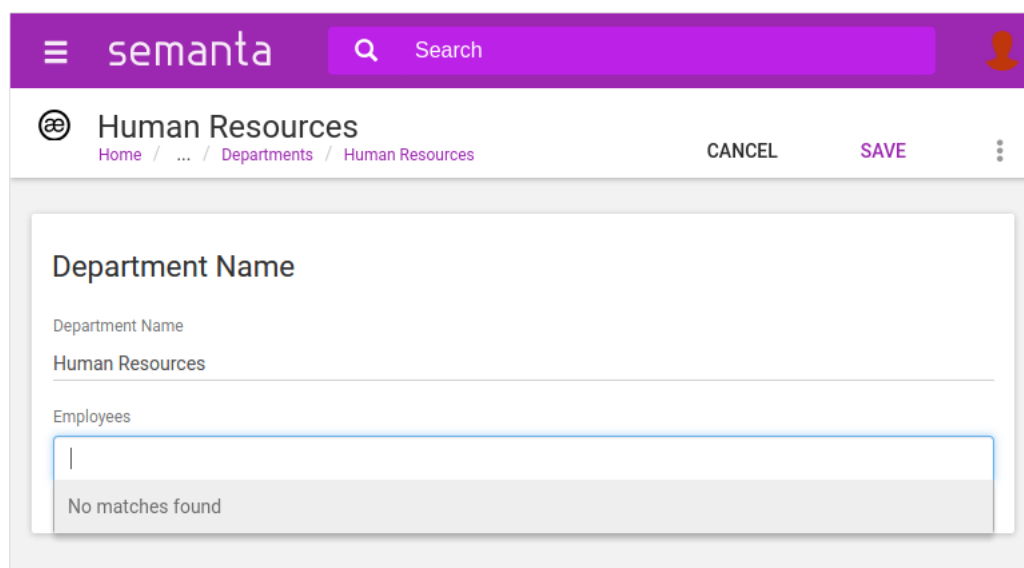 semanta Search
æ Human Resources
Home / ... / Departments / Human Resources
CANCEL SAVE
Department Name
Department Name
Human Resources
Employees
No matches found